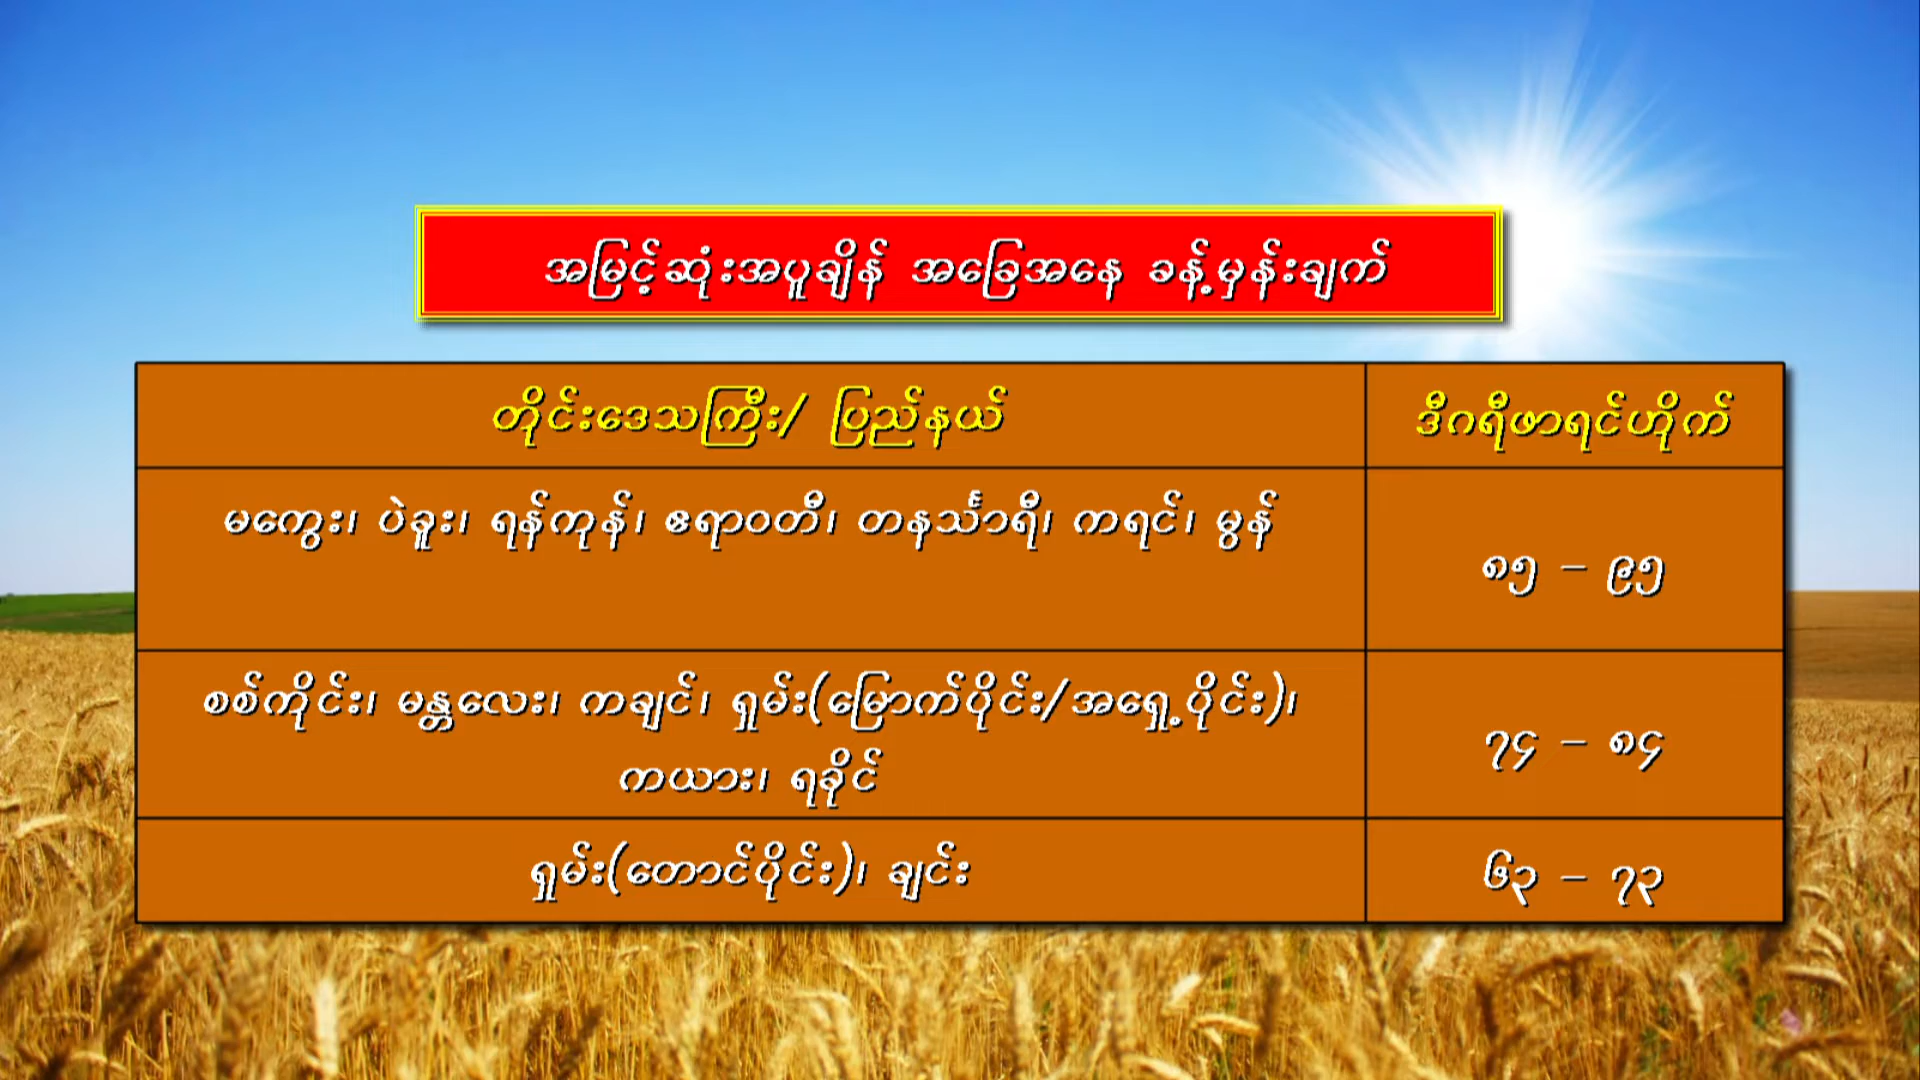 အမြင့်ဆုံးအပူချိန် အခြေအနေ ခန့်မှန်းချက်
တိုင်းဒေသကြီး/ ပြည်နယ်
ဒီဂရီဖာရင်ဟိုက်
မကွေး၊ ပဲခူး၊ ရန်ကုန်၊ ဧရာဝတီ၊ တနင်္သာရီ၊ ကရင်၊ မွန်
၈၅ – ၉၅
စစ်ကိုင်း၊ မန္တလေး၊ ကချင်၊ ရှမ်း(မြောက်ပိုင်း/အရှေ့ပိုင်း)၊
ကယား၊ ရခိုင်
၇၄ – ၈၄
ရှမ်း(တောင်ပိုင်း)၊ ချင်း
၆၃ – ၇၃